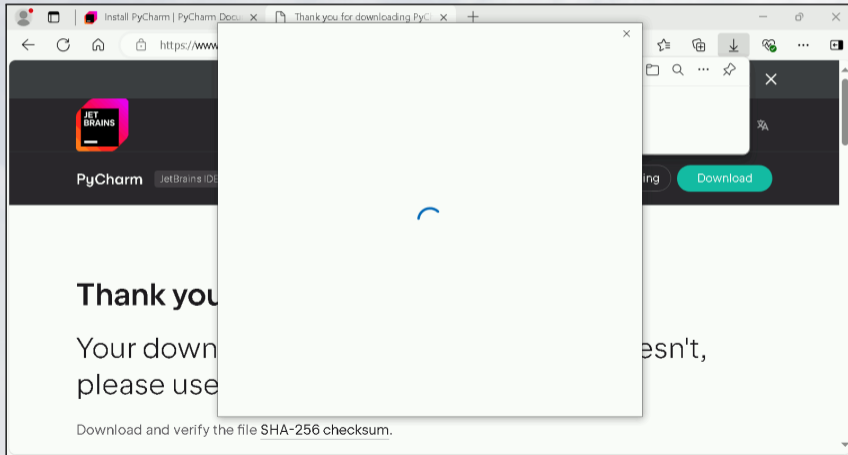 Install PyCharm | PyCharm Docu
Thank you for downloading PyC
https://www
JET
BRAINS
PyCharm
JetBrains IDE
ing
Download
Thank you
Your down
esn't,
please use
Download and verify the file SHA-256 checksum.